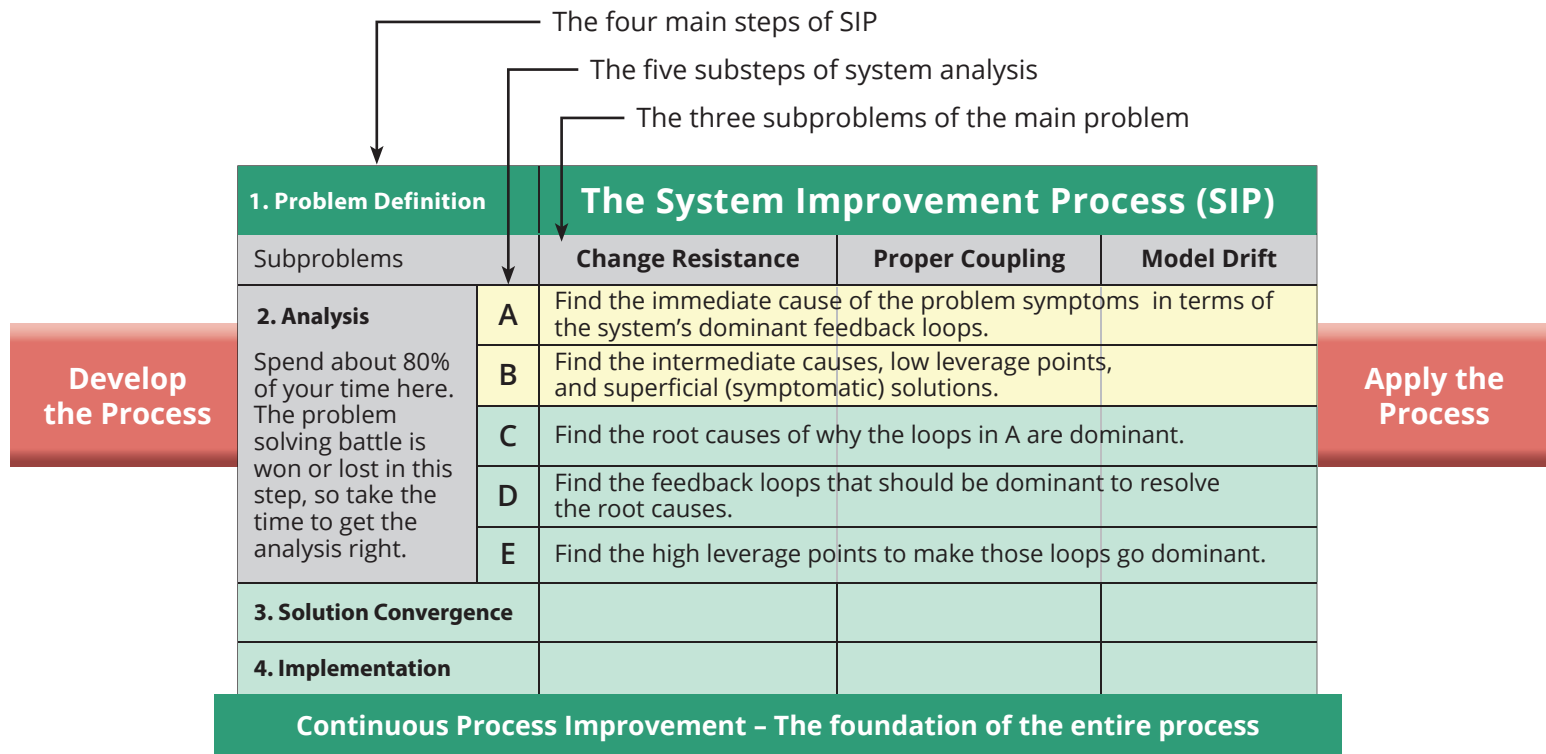 The four main steps of SIP
The five substeps of system analysis
The three subproblems of the main problem
1. Problem Definition
The System Improvement Process (SIP)
Subproblems
Change Resistance
Proper Coupling
Model Drift
Develop
the Process
2. Analysis
Spend about 80%
of your time here.
The problem
solving battle is
won or lost in this
step, so take the
time to get the
analysis right.
A
Find the immediate cause of the problem symptoms in terms of
the system’s dominant feedback loops.
B
Find the intermediate causes, low leverage points,
and superficial (symptomatic) solutions.
C
Find the root causes of why the loops in A are dominant.
D
Find the feedback loops that should be dominant to resolve
the root causes.
E
Find the high leverage points to make those loops go dominant.
Apply the
Process
3. Solution Convergence
4. Implementation
Continuous Process Improvement – The foundation of the entire process